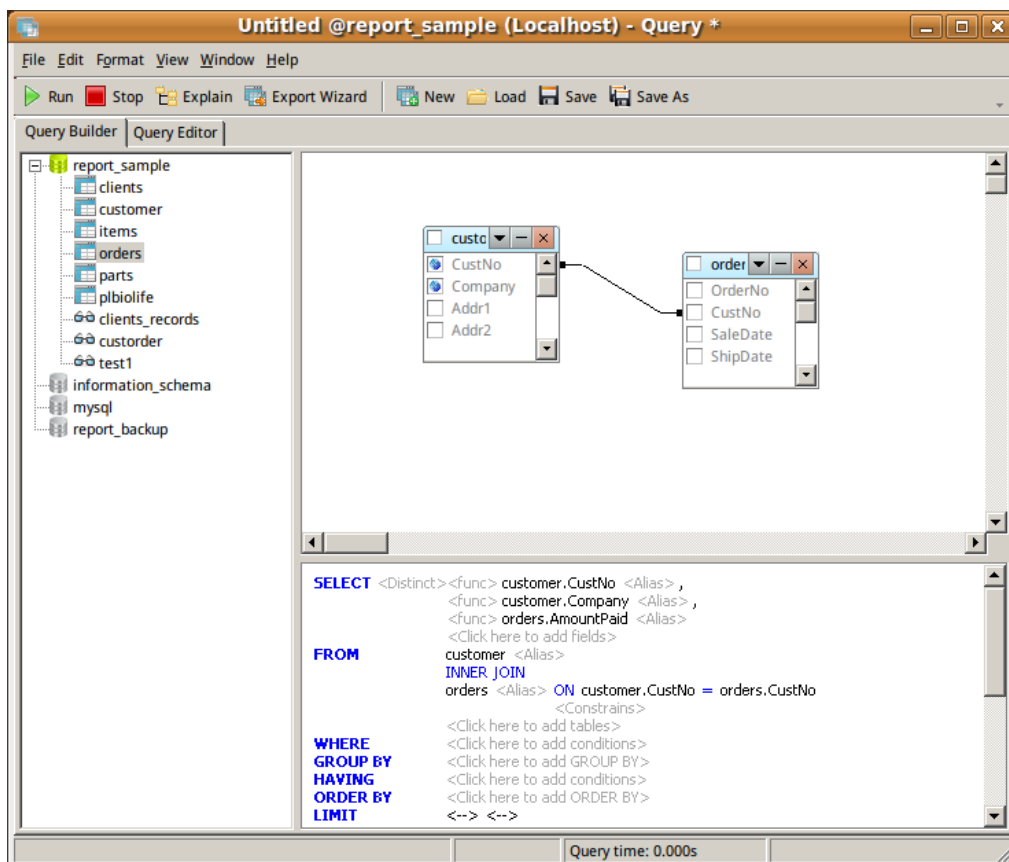 Untitled @report_sample (Localhost) - Query *
File Edit Format View Window Help
Run Stop Explain Export Wizard New Load Save Save As
Query Builder Query Editor
report_sample
clients
customer
items
orders
parts
plbiolife
clients_records
custorder
test1
information_schema
mysql
report_backup
custo
CustNo
Company
Addr1
Addr2
order
OrderNo
CustNo
SaleDate
ShipDate
SELECT <Distinct> <func> customer.CustNo <Alias> ,
<func> customer.Company <Alias> ,
<func> orders.AmountPaid <Alias>
<Click here to add fields>
FROM customer <Alias>
INNER JOIN
orders <Alias> ON customer.CustNo = orders.CustNo
<Constrains>
<Click here to add tables>
WHERE <Click here to add conditions>
GROUP BY <Click here to add GROUP BY>
HAVING <Click here to add conditions>
ORDER BY <Click here to add ORDER BY>
LIMIT <--> <-->
Query time: 0.000s